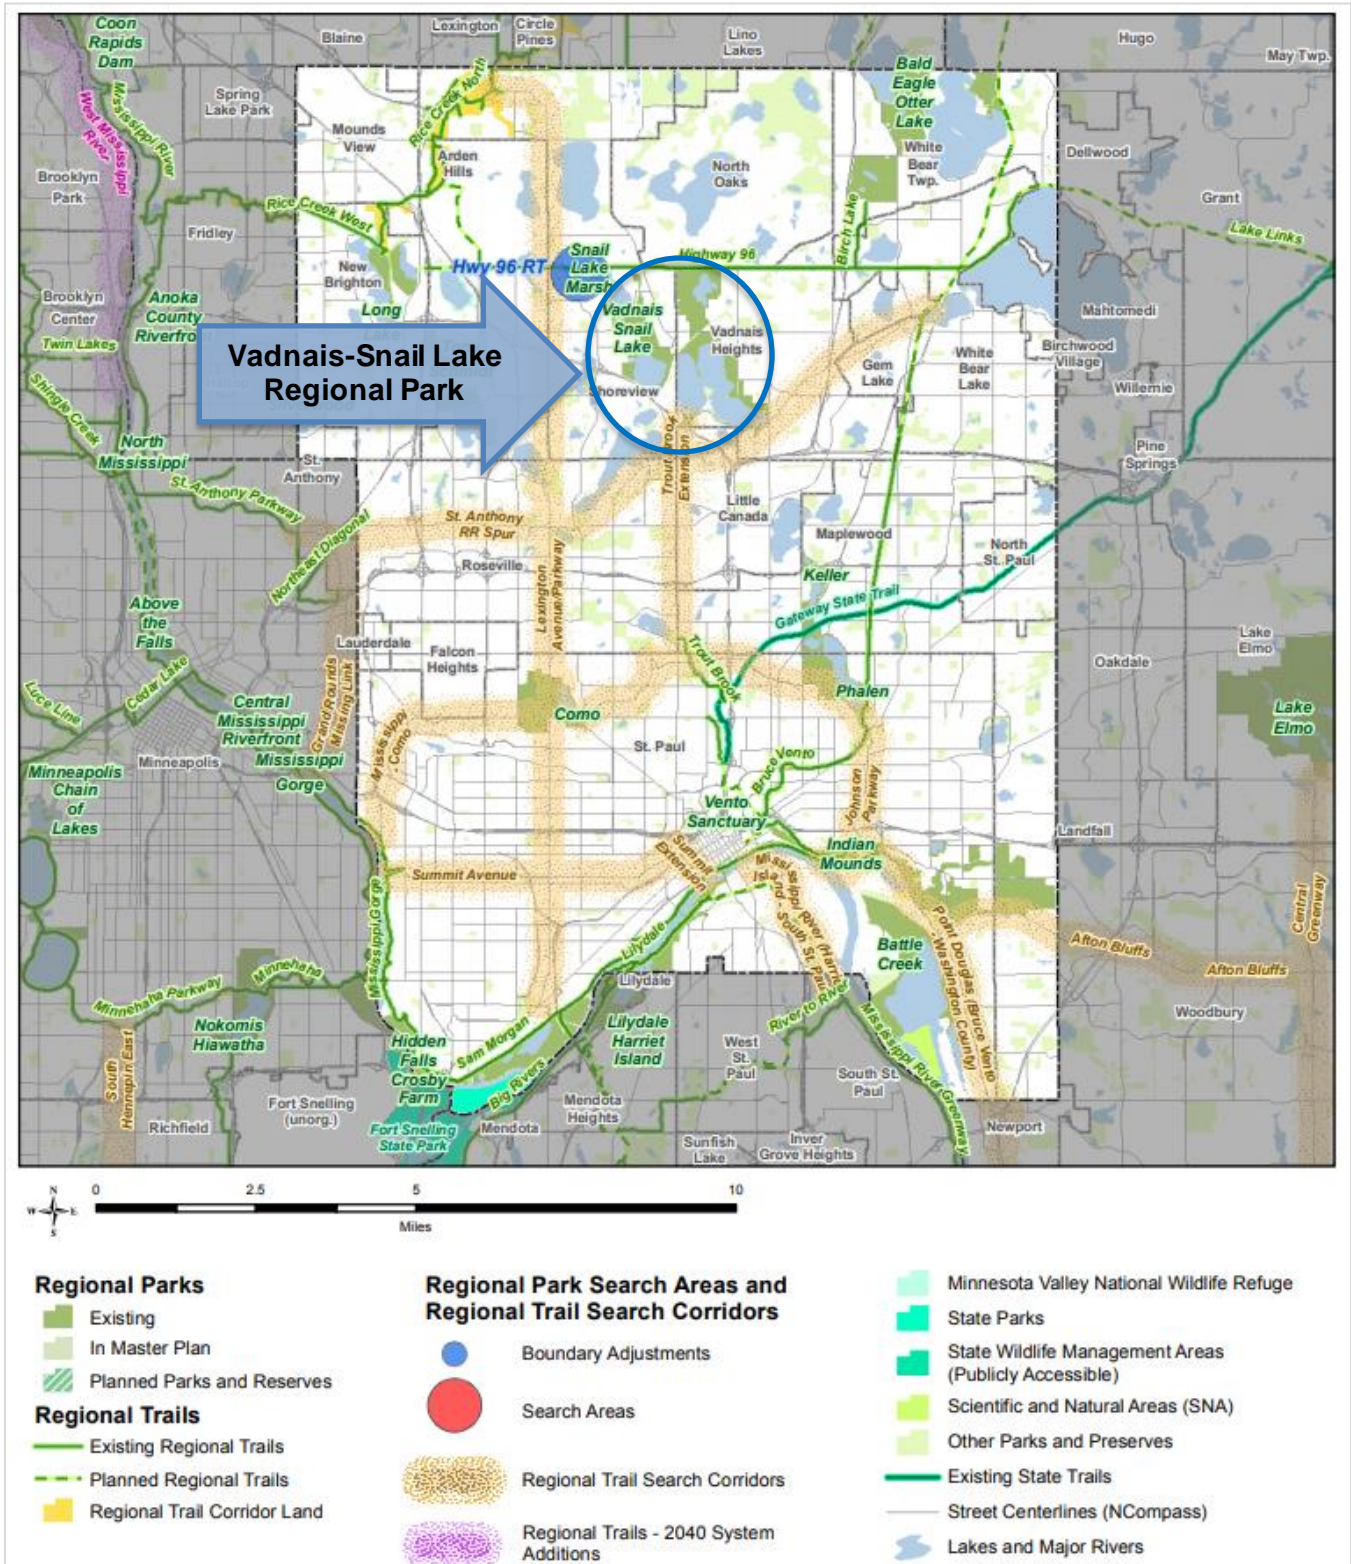 Coon
Rapids
Dam
Blaine
Lexington
Circle
Pines
Lino
Lakes
Hugo
May Twp.
Spring
Lake Park
Mississippi River
West Mississippi
River
Mounds
View
Rice Creek North
Arden
Hills
Bald
Eagle
Otter
Lake
White
Bear
Twp.
North
Oaks
Dellwood
Grant
Brooklyn
Park
Fridley
Rice Creek West
New
Brighton
Long
Hwy 96 RT
Snail
Lake
Marsh
Highway 96
Birch Lake
Lake Links
Brooklyn
Center
Twin Lakes
Anoka
County
Riverfro
Vadnais-Snail Lake
Regional Park
Vadnais
Snail
Lake
Vadnais
Heights
Shoreview
Gem
Lake
White
Bear
Lake
Mahtomedi
Birchwood
Village
Willernie
Pine
Springs
Shingle Creek
North
Mississippi
St.
Anthony
St. Anthony Parkway
Northeast Diagonal
St. Anthony
RR Spur
Roseville
Lexington
Avenue/Parkway
Trout Brook
Extension
Little
Canada
Maplewood
North
St. Paul
Keller
Gateway State Trail
Above
the
Falls
Lauderdale
Falcon
Heights
Trout Brook
Phalen
Oakdale
Lake
Elmo
Lake
Elmo
Luce Line
Cedar Lake
Central
Mississippi
Riverfront
Grand Rounds
Missing Link
Mississippi
Gorge
Mississippi
- Como
Como
St. Paul
Minneapolis
Minneapolis
Chain
of
Lakes
Bruce Vento
Vento
Sanctuary
Johnson
Parkway
Indian
Mounds
Landfall
Summit Avenue
Summit
Extension
Mississippi River (Harriet
Island - South St. Paul)
Mississippi Gorge
Battle
Creek
Point Douglas (Bruce Vento
- Washington County)
Central
Greenway
Afton Bluffs
Afton Bluffs
Woodbury
Minnehaha Parkway
Minnehaha
Nokomis
Hiawatha
South
Hennepin East
Hidden
Falls
Crosby
Farm
Sam Morgan
Lilydale
Lilydale
Lilydale
Harriet
Island
River to River
West
St.
Paul
South St.
Paul
Mississippi River Greenway
Big Rivers
Fort Snelling
(unorg.)
Richfield
Fort Snelling
State Park
Mendota
Mendota
Heights
Sunfish
Lake
Inver
Grove Heights
Newport
N
W
E
S
0
2.5
5
10
Miles
Regional Parks
Existing
In Master Plan
Planned Parks and Reserves
Regional Trails
Existing Regional Trails
Planned Regional Trails
Regional Trail Corridor Land
Regional Park Search Areas and
Regional Trail Search Corridors
Boundary Adjustments
Search Areas
Regional Trail Search Corridors
Regional Trails - 2040 System
Additions
Minnesota Valley National Wildlife Refuge
State Parks
State Wildlife Management Areas
(Publicly Accessible)
Scientific and Natural Areas (SNA)
Other Parks and Preserves
Existing State Trails
Street Centerlines (NCompass)
Lakes and Major Rivers